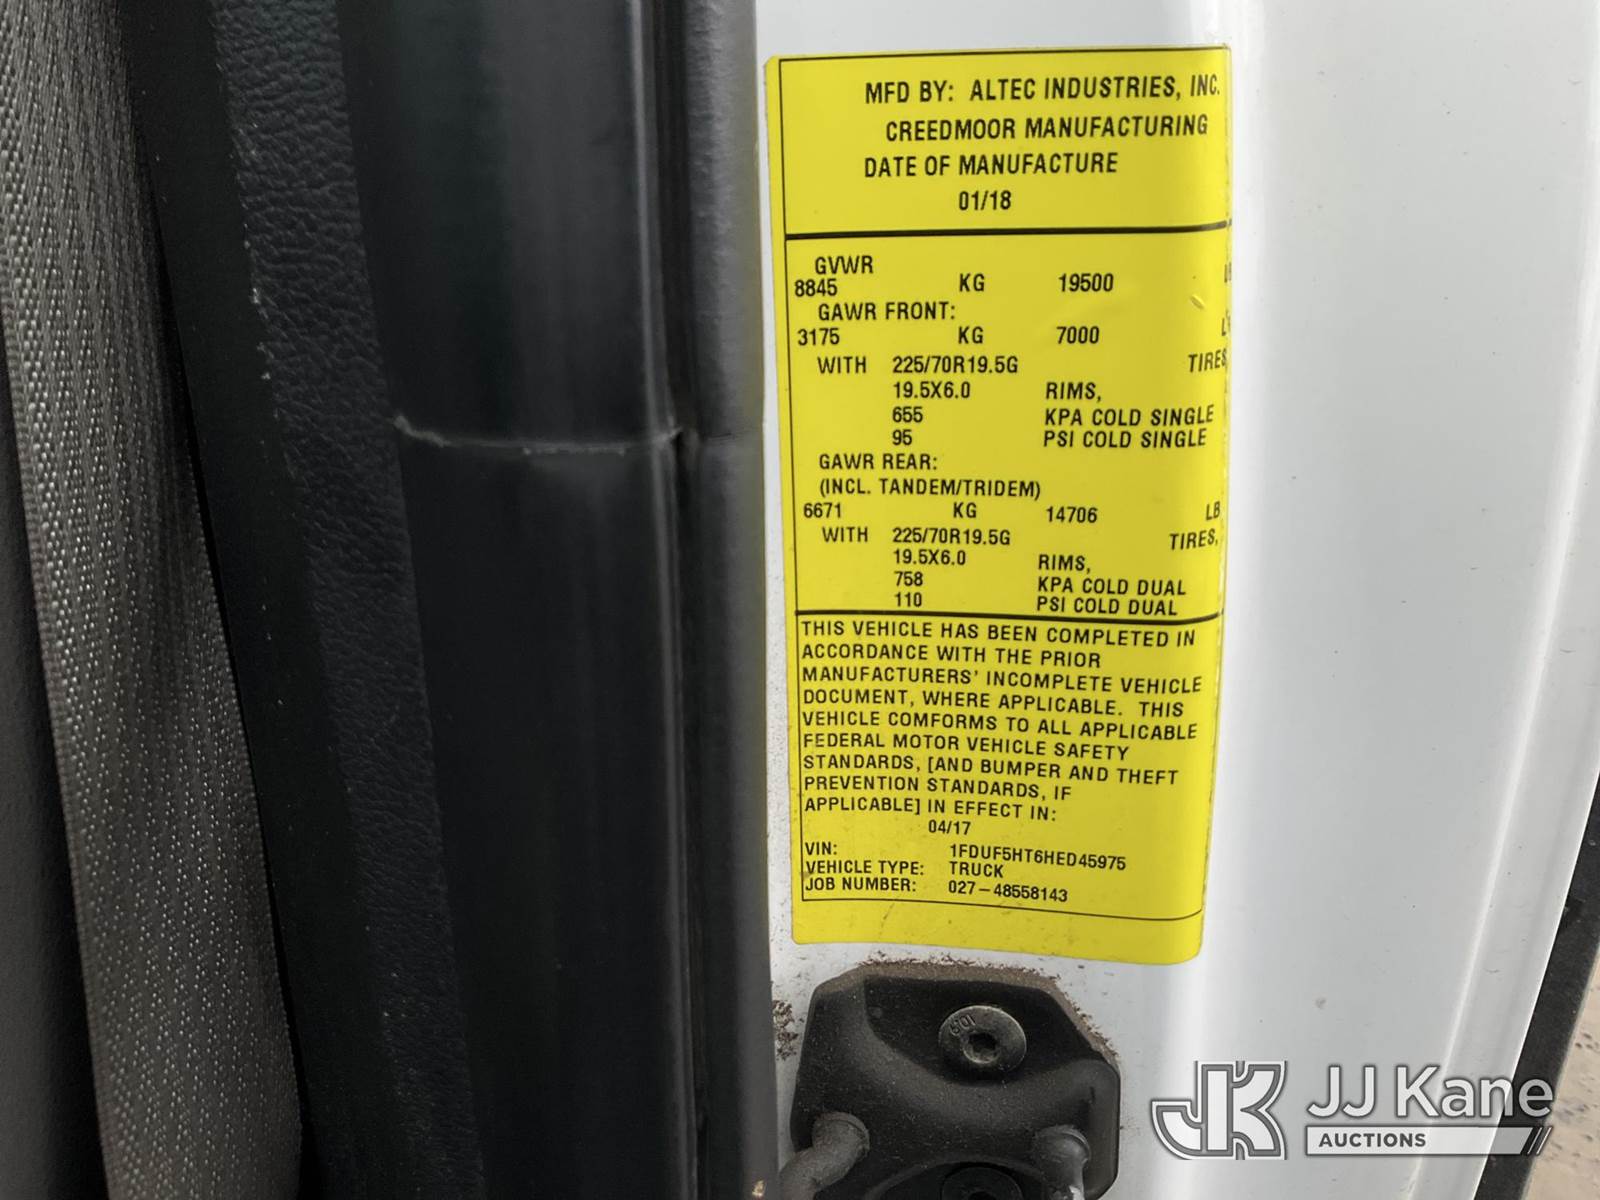 MFD BY: ALTEC INDUSTRIES, INC.
CREEDMOOR MANUFACTURING
DATE OF MANUFACTURE
01/18
GVWR
8845 KG 19500
GAWR FRONT:
3175 KG 7000
WITH 225/70R19.5G TIRES,
19.5X6.0 RIMS,
655 KPA COLD SINGLE
95 PSI COLD SINGLE
GAWR REAR:
(INCL. TANDEM/TRIDEM)
6671 KG 14706 LB
WITH 225/70R19.5G TIRES,
19.5X6.0 RIMS,
758 KPA COLD DUAL
110 PSI COLD DUAL
THIS VEHICLE HAS BEEN COMPLETED IN
ACCORDANCE WITH THE PRIOR
MANUFACTURERS' INCOMPLETE VEHICLE
DOCUMENT, WHERE APPLICABLE. THIS
VEHICLE COMFORMS TO ALL APPLICABLE
FEDERAL MOTOR VEHICLE SAFETY
STANDARDS, [AND BUMPER AND THEFT
PREVENTION STANDARDS, IF
APPLICABLE] IN EFFECT IN:
04/17
VIN: 1FDUF5HT6HED45975
VEHICLE TYPE: TRUCK
JOB NUMBER: 027-48558143
JK JJ Kane
AUCTIONS